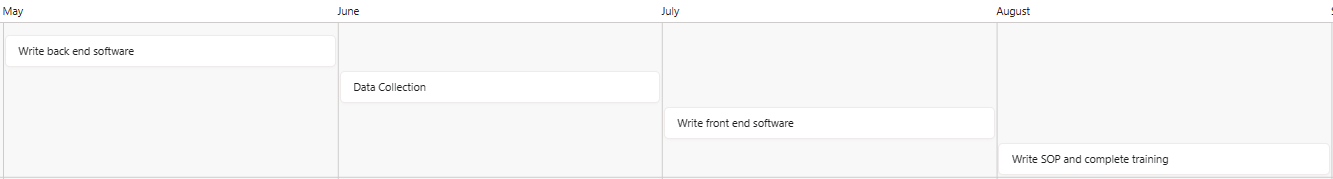 May June July August
Write back end software
Data Collection
Write front end software
Write SOP and complete training